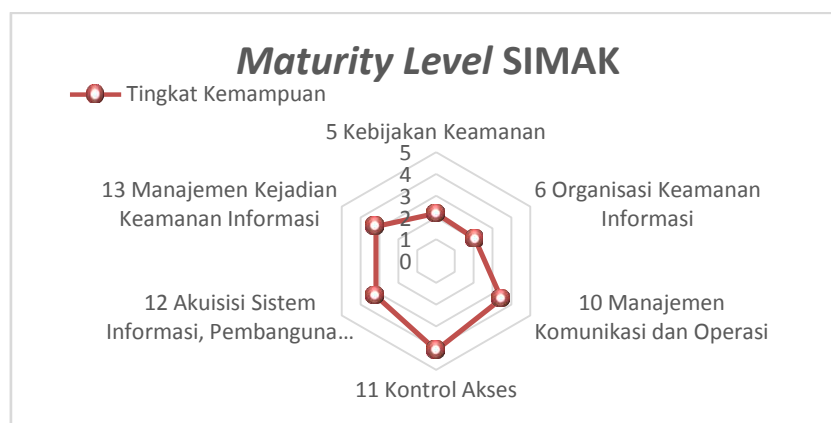 Maturity Level SIMAK
Tingkat Kemampuan
5 Kebijakan Keamanan
5
4
3
2
1
0
6 Organisasi Keamanan
Informasi
10 Manajemen
Komunikasi dan Operasi
11 Kontrol Akses
12 Akuisisi Sistem
Informasi, Pembanguna...
13 Manajemen Kejadian
Keamanan Informasi